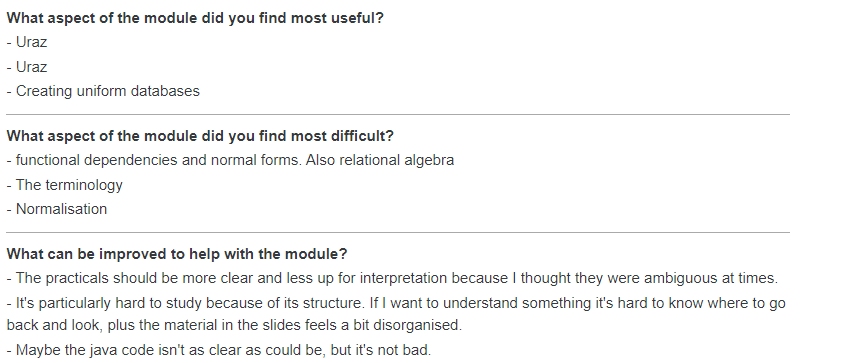 What aspect of the module did you find most useful?
- Uraz
- Uraz
- Creating uniform databases
What aspect of the module did you find most difficult?
- functional dependencies and normal forms. Also relational algebra
- The terminology
- Normalisation
What can be improved to help with the module?
- The practicals should be more clear and less up for interpretation because I thought they were ambiguous at times.
- It's particularly hard to study because of its structure. If I want to understand something it's hard to know where to go
back and look, plus the material in the slides feels a bit disorganised.
- Maybe the java code isn't as clear as could be, but it's not bad.